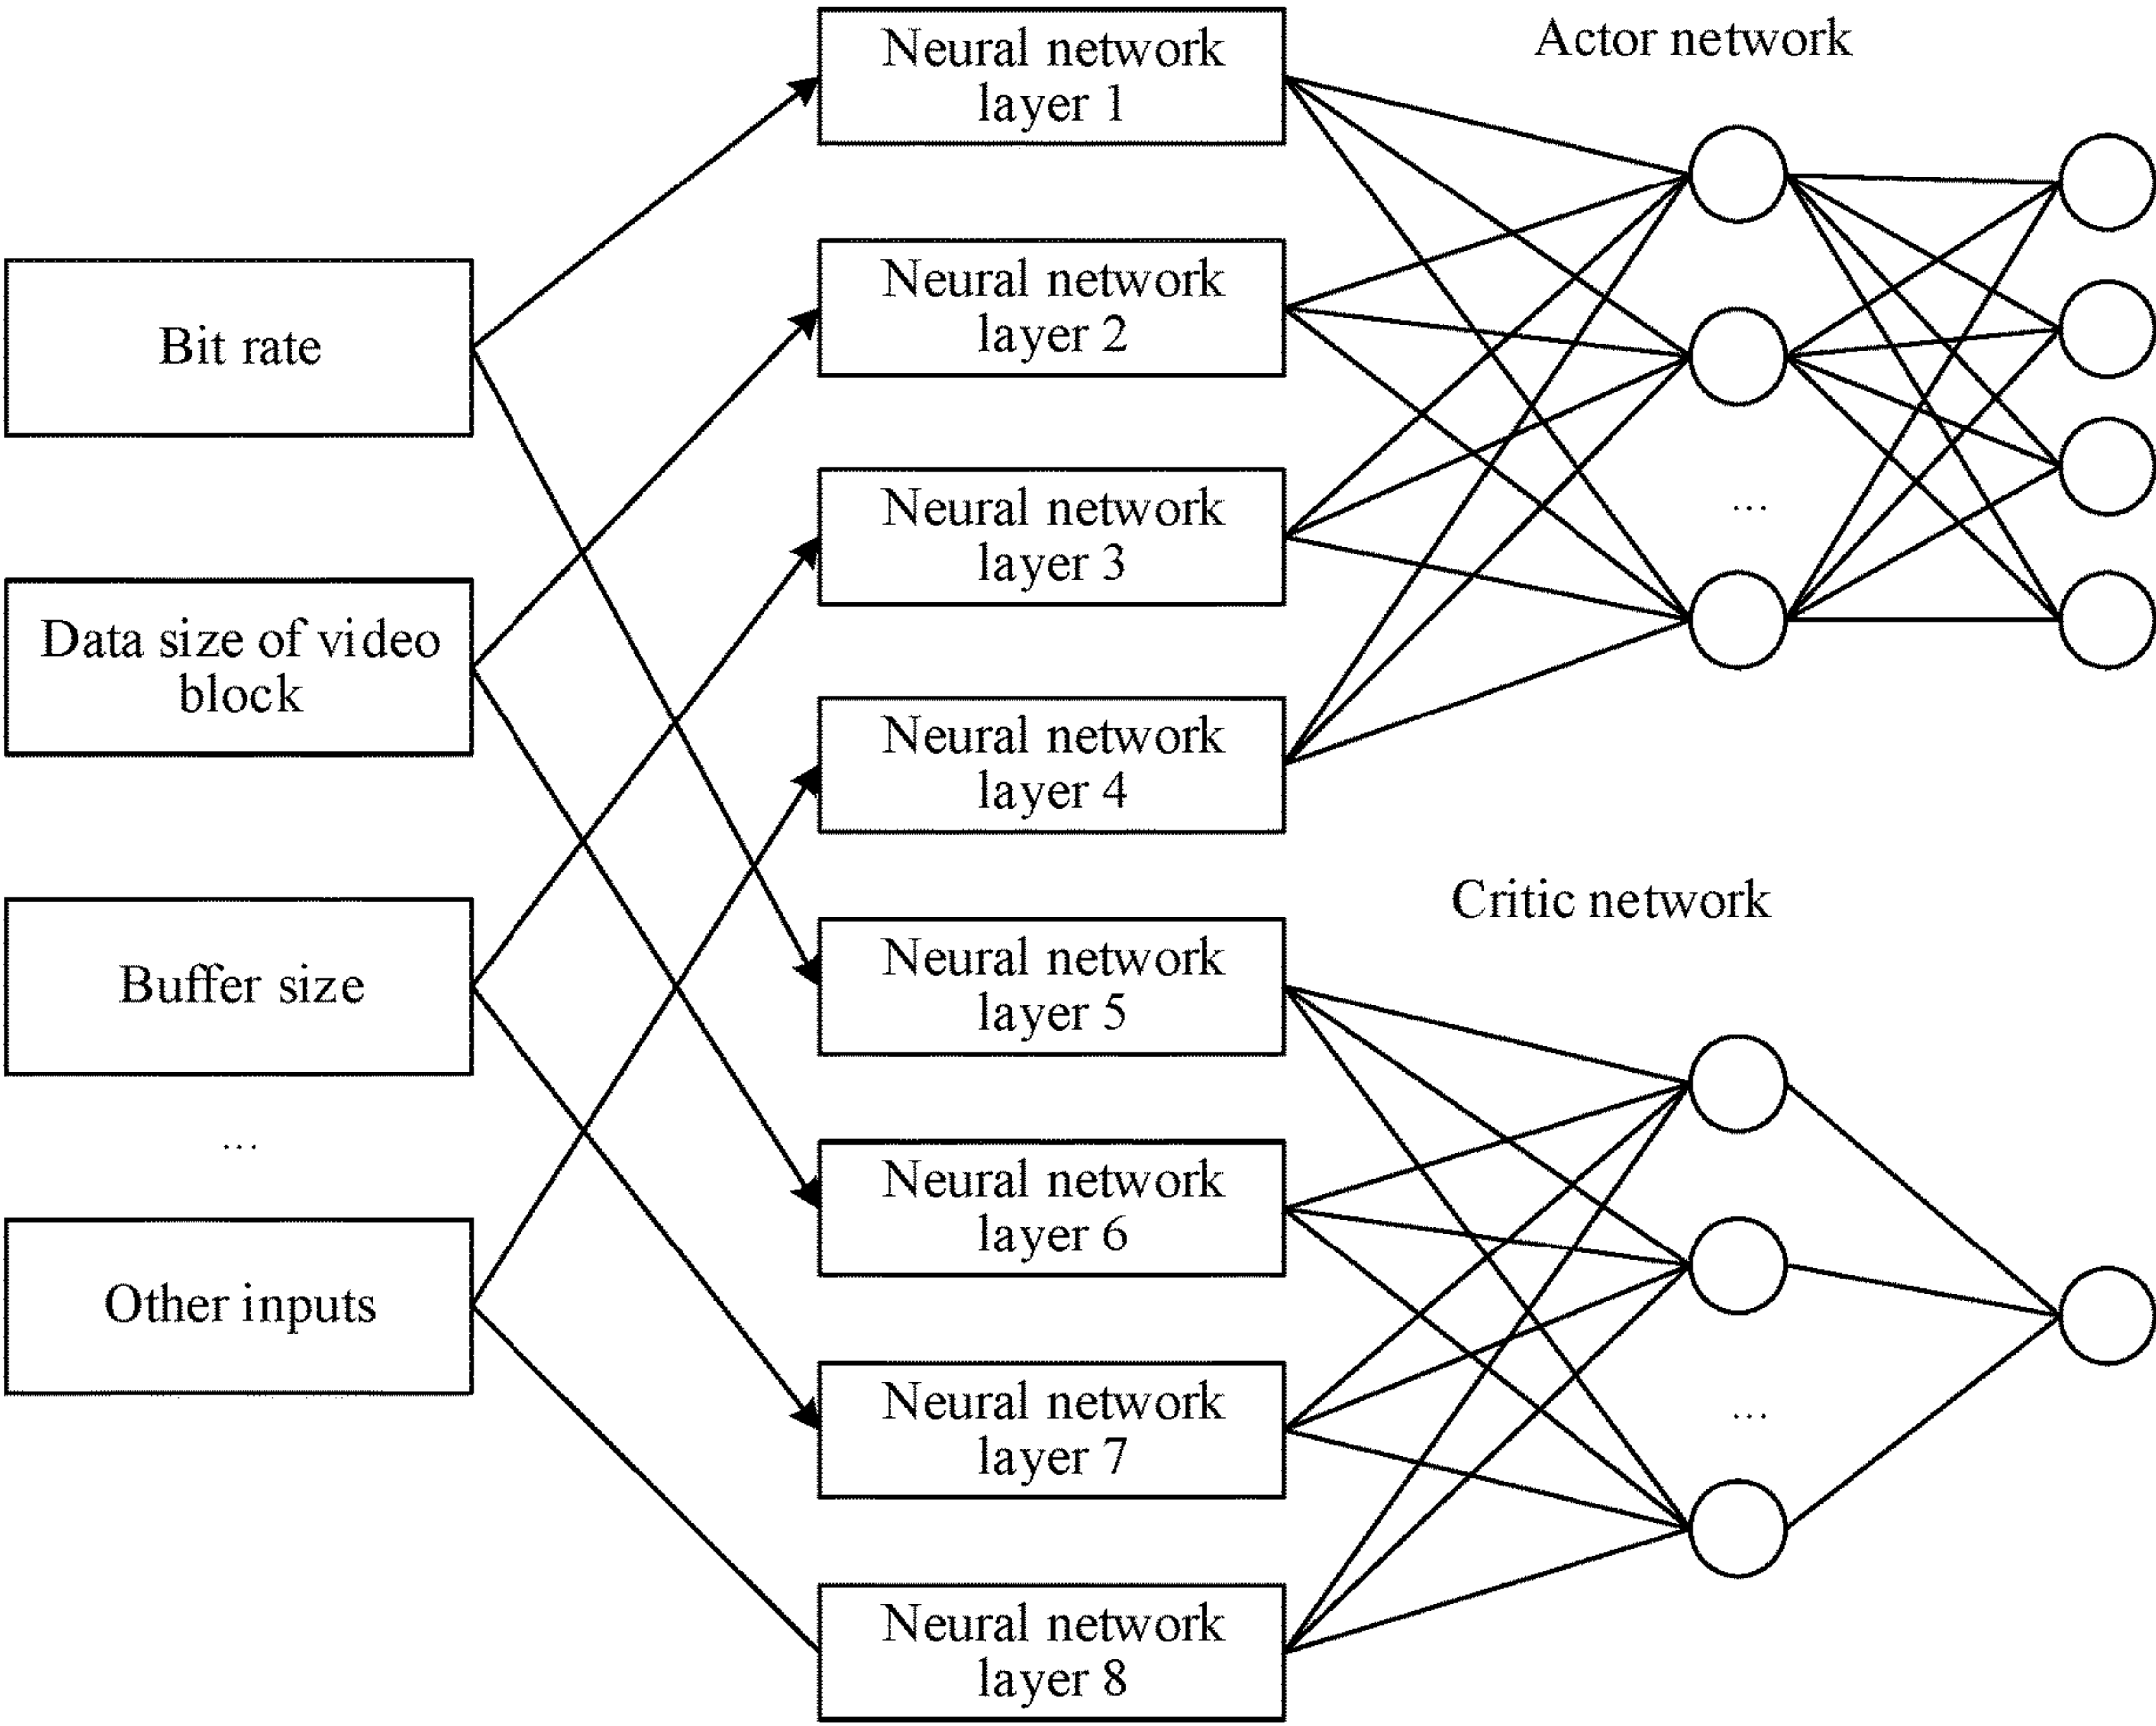 Bit rate
Data size of video
block
Buffer size
...
Other inputs
Neural network
layer 1
Neural network
layer 2
Neural network
layer 3
Neural network
layer 4
Neural network
layer 5
Neural network
layer 6
Neural network
layer 7
Neural network
layer 8
Actor network
...
Critic network
...